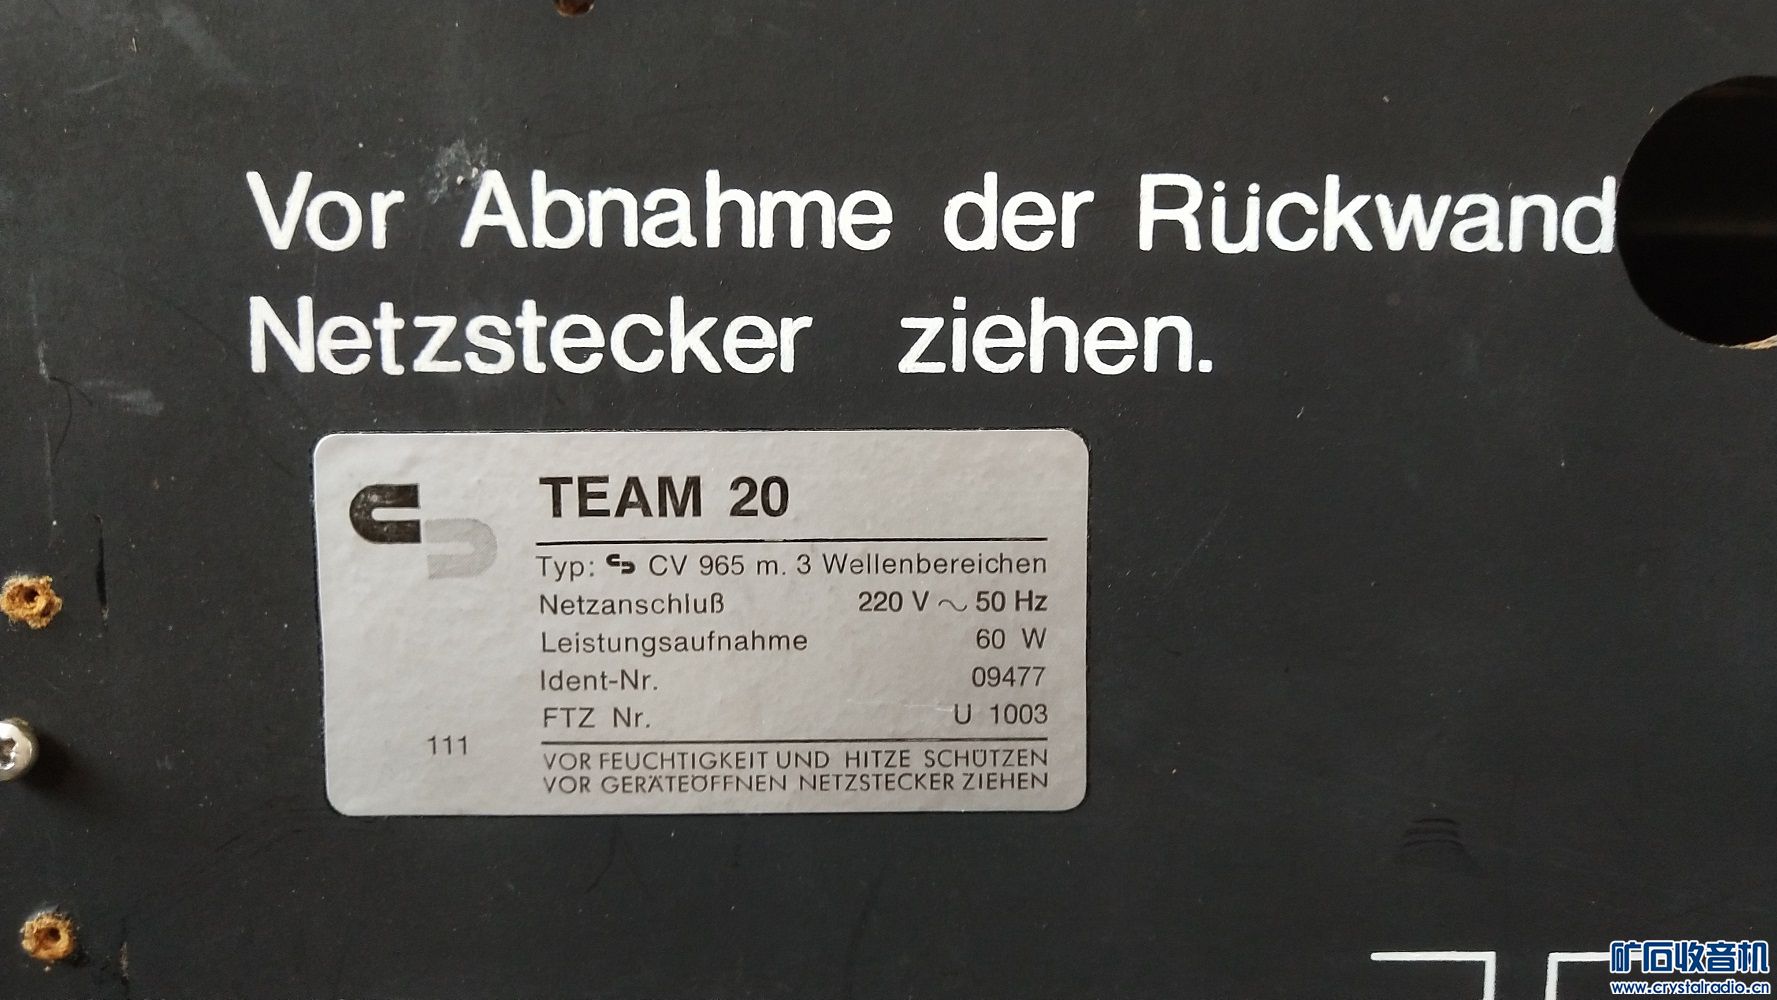 Vor Abnahme der Rückwand
Netzstecker ziehen.
TEAM 20
Typ: CV 965 m. 3 Wellenbereichen
Netzanschluß 220 V ~ 50 Hz
Leistungsaufnahme 60 W
Ident-Nr. 09477
FTZ Nr. U 1003
111
VOR FEUCHTIGKEIT UND HITZE SCHÜTZEN
VOR GERÄTEÖFFNEN NETZSTECKER ZIEHEN
矿石收音机
www.crystalradio.cn